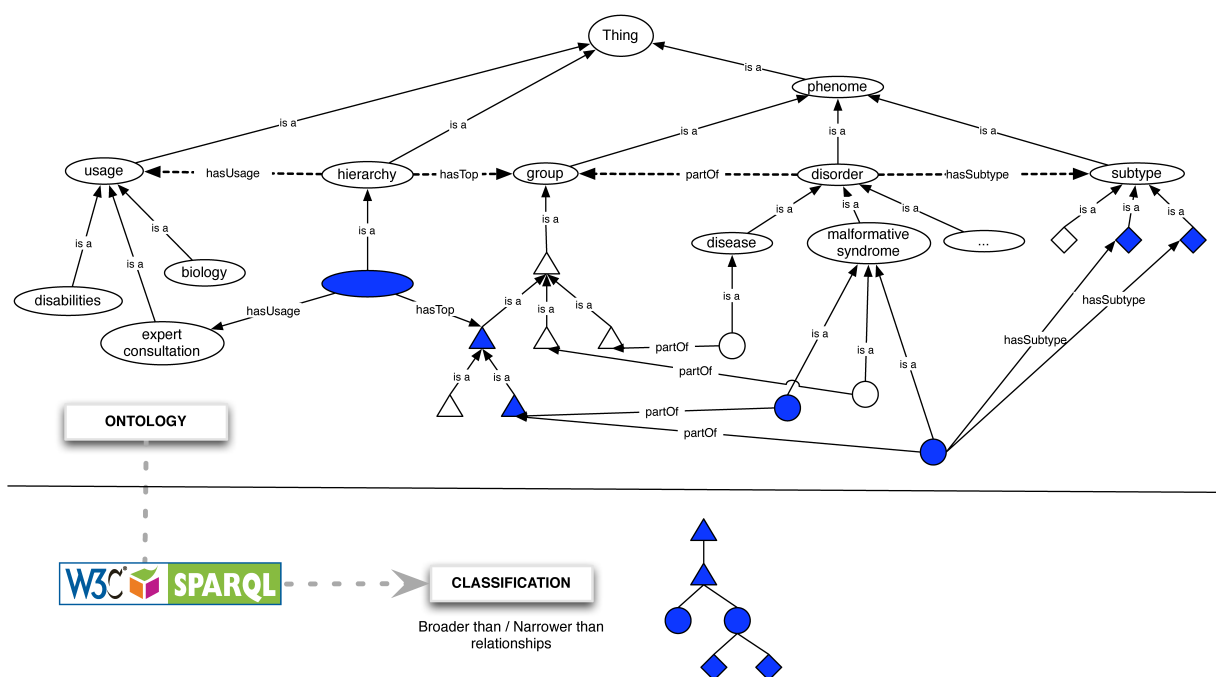 Thing
is a
phenome
is a
is a
is a
is a
is a
usage
hasUsage
hierarchy
hasTop
group
partOf
disorder
hasSubtype
subtype
is a
is a
is a
is a
is a
is a
is a
is a
is a
is a
is a
disease
malformative
syndrome
...
is a
biology
disabilities
hasUsage
hasTop
is a
is a
is a
is a
hasSubtype
expert
consultation
is a
hasSubtype
partOf
is a
is a
partOf
is a
is a
partOf
partOf
ONTOLOGY
W3C
SPARQL
CLASSIFICATION
Broader than / Narrower than
relationships